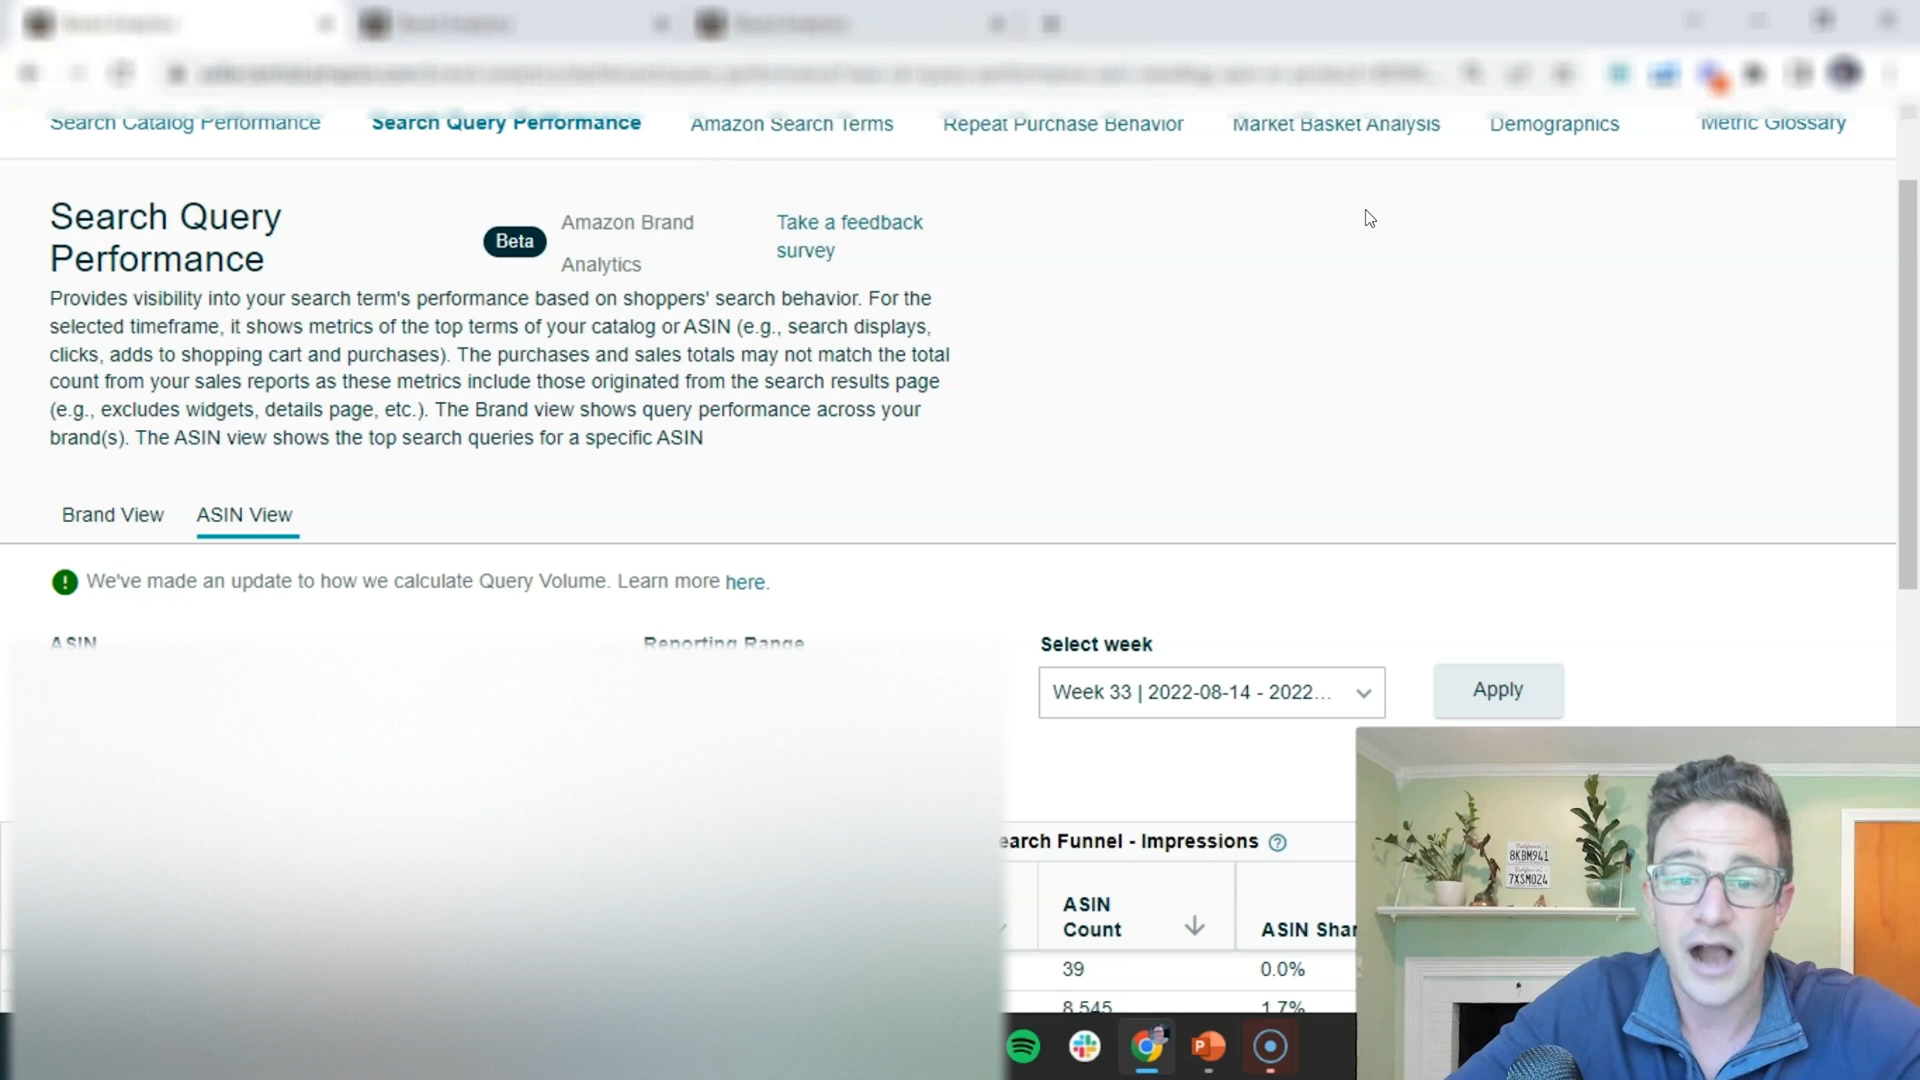 Search Catalog Performance
Search Query Performance
Amazon Search Terms
Repeat Purchase Behavior
Market Basket Analysis
Demographics
Metric Glossary
Search Query
Performance
Beta
Amazon Brand
Analytics
Take a feedback
survey
Provides visibility into your search term's performance based on shoppers' search behavior. For the
selected timeframe, it shows metrics of the top terms of your catalog or ASIN (e.g., search displays,
clicks, adds to shopping cart and purchases). The purchases and sales totals may not match the total
count from your sales reports as these metrics include those originated from the search results page
(e.g., excludes widgets, details page, etc.). The Brand view shows query performance across your
brand(s). The ASIN view shows the top search queries for a specific ASIN
Brand View
ASIN View
We've made an update to how we calculate Query Volume. Learn more here.
ASIN
Reporting Range
Select week
Week 33 | 2022-08-14 - 2022...
Apply
earch Funnel - Impressions
ASIN
Count
ASIN Shar
39
0.0%
8,545
1.7%
8KBM941
7XSM024